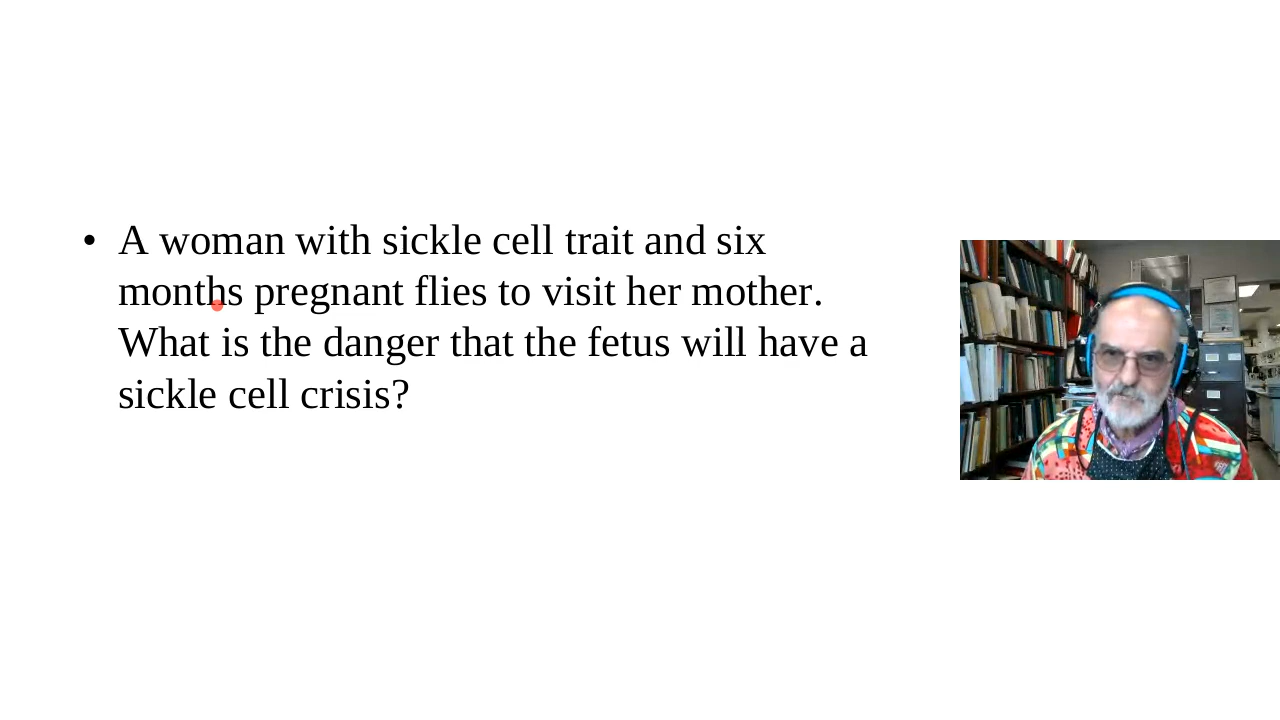 • A woman with sickle cell trait and six
months pregnant flies to visit her mother.
What is the danger that the fetus will have a
sickle cell crisis?